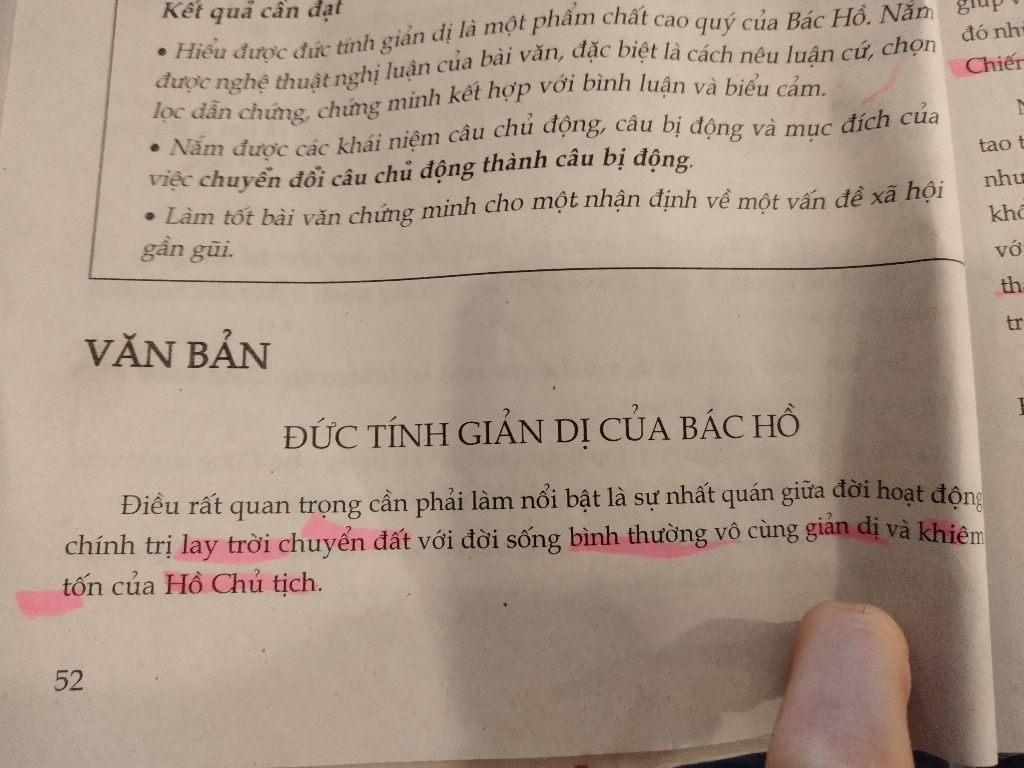 Kết quả cần đạt
• Hiểu được đức tính giản dị là một phẩm chất cao quý của Bác Hồ. Nắm
được nghệ thuật nghị luận của bài văn, đặc biệt là cách nêu luận cứ, chọn
lọc dẫn chứng, chứng minh kết hợp với bình luận và biểu cảm.
• Nắm được các khái niệm câu chủ động, câu bị động và mục đích của
việc chuyển đổi câu chủ động thành câu bị động.
• Làm tốt bài văn chứng minh cho một nhận định về một vấn đề xã hội
gần gũi.
VĂN BẢN
ĐỨC TÍNH GIẢN DỊ CỦA BÁC HỒ
Điều rất quan trọng cần phải làm nổi bật là sự nhất quán giữa đời hoạt động
chính trị lay trời chuyển đất với đời sống bình thường vô cùng giản dị và khiêm
tốn của Hồ Chủ tịch.
52
giúp
đó
tao